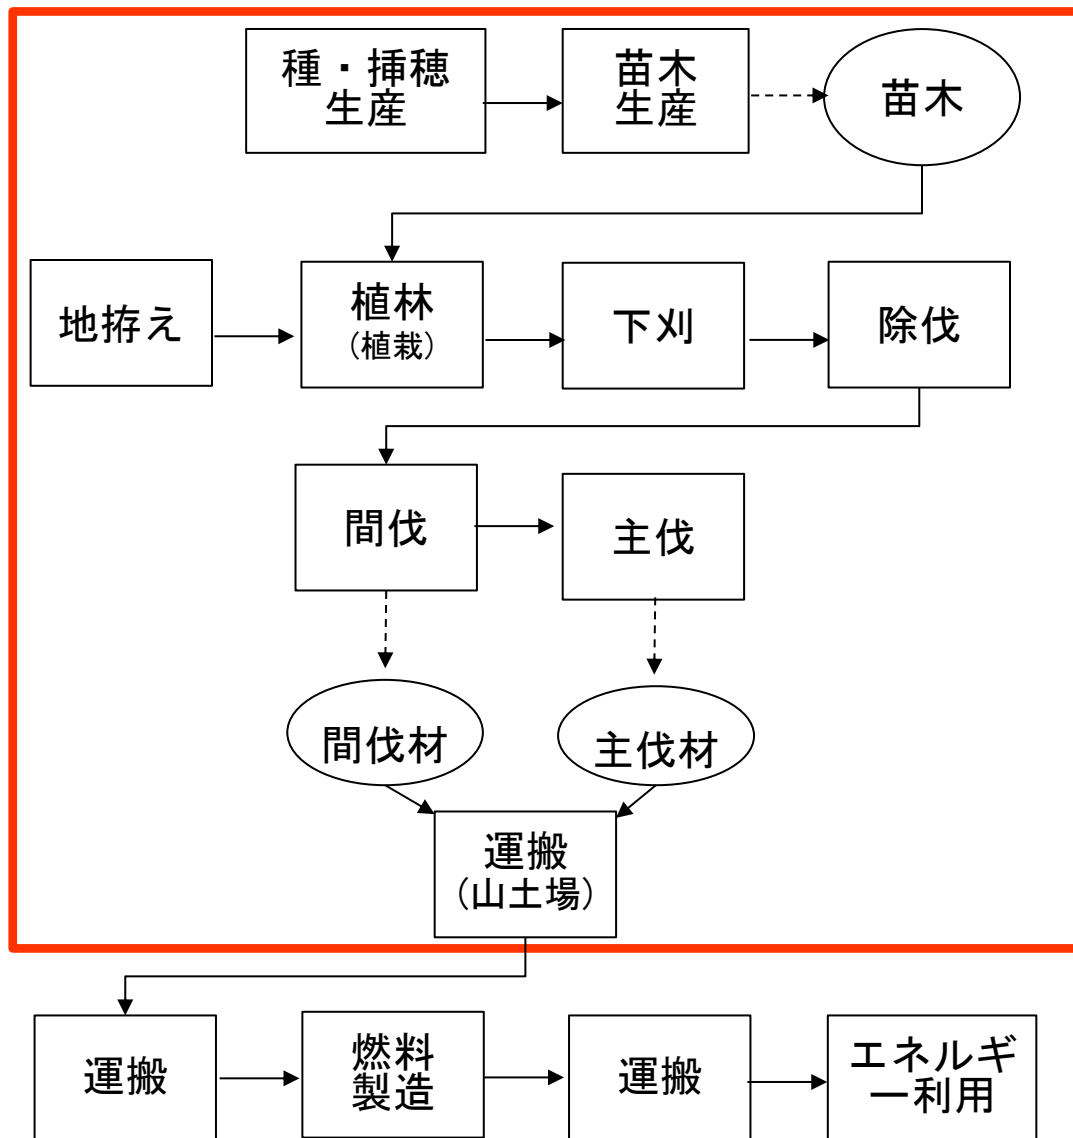 種・挿穂
生産
苗木
生産
苗木
地拵え
植林
（植栽）
下刈
除伐
間伐
主伐
間伐材
主伐材
運搬
（山土場）
運搬
燃料
製造
運搬
エネルギ
ー利用